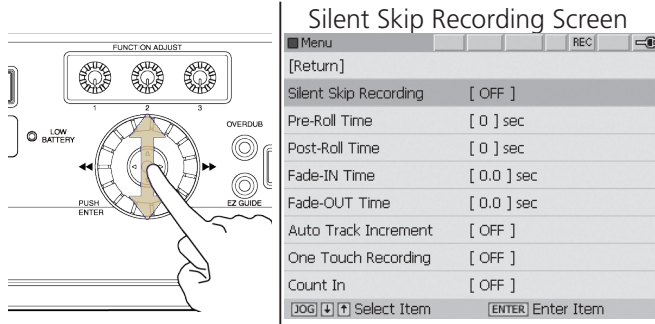 FUNCTION ADJUST
1 2 3
LOW BATTERY
OVERDUB
PUSH ENTER
EZ GUIDE
Silent Skip Recording Screen
Menu REC
[Return]
Silent Skip Recording [ OFF ]
Pre-Roll Time [ 0 ] sec
Post-Roll Time [ 0 ] sec
Fade-IN Time [ 0.0 ] sec
Fade-OUT Time [ 0.0 ] sec
Auto Track Increment [ OFF ]
One Touch Recording [ OFF ]
Count In [ OFF ]
JOG ↓ ↑ Select Item ENTER Enter Item